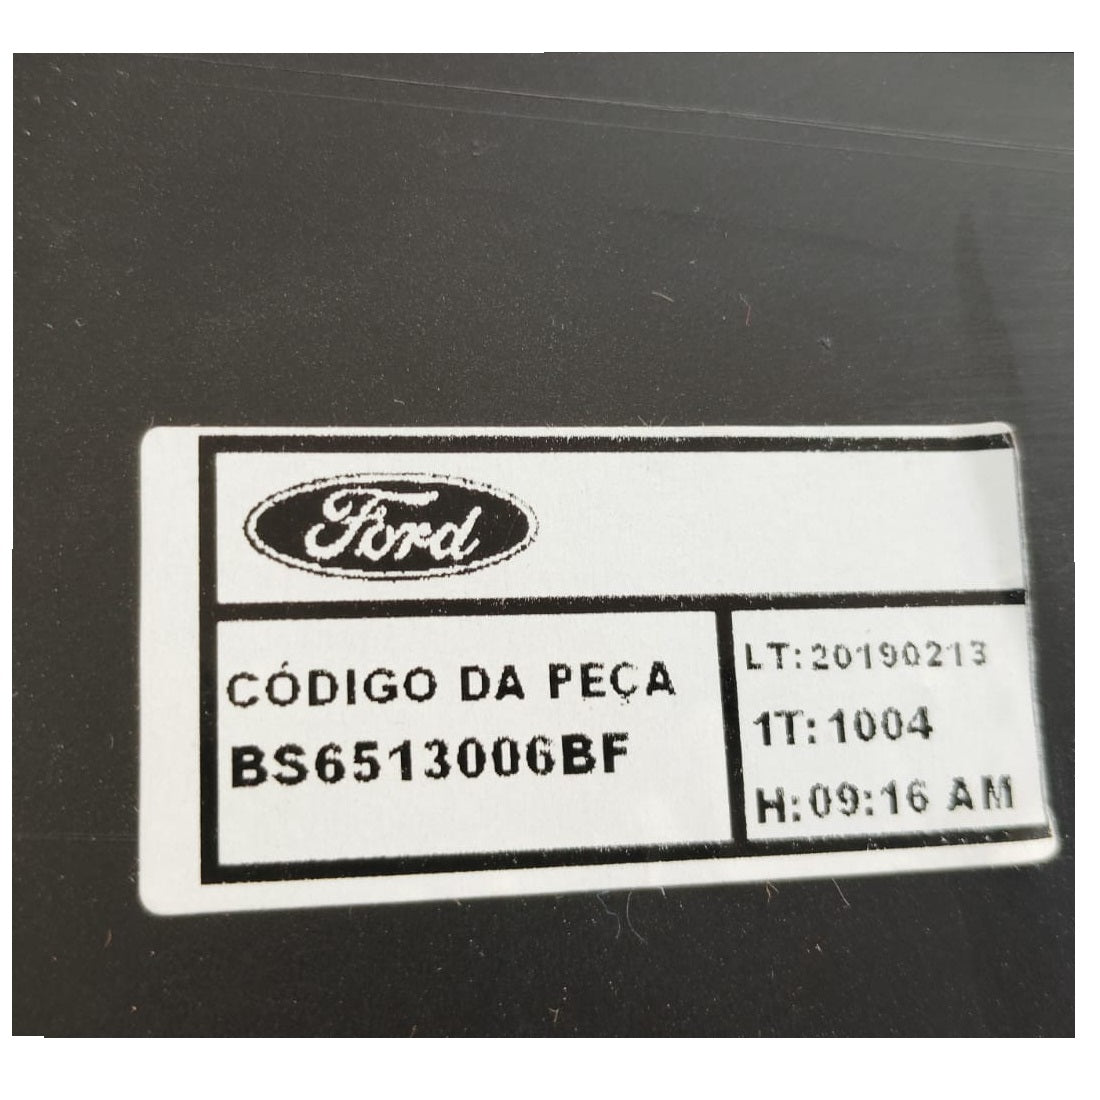 Ford
CÓDIGO DA PEÇA
BS6513006BF
LT:20190213
1T:1004
H:09:16 AM